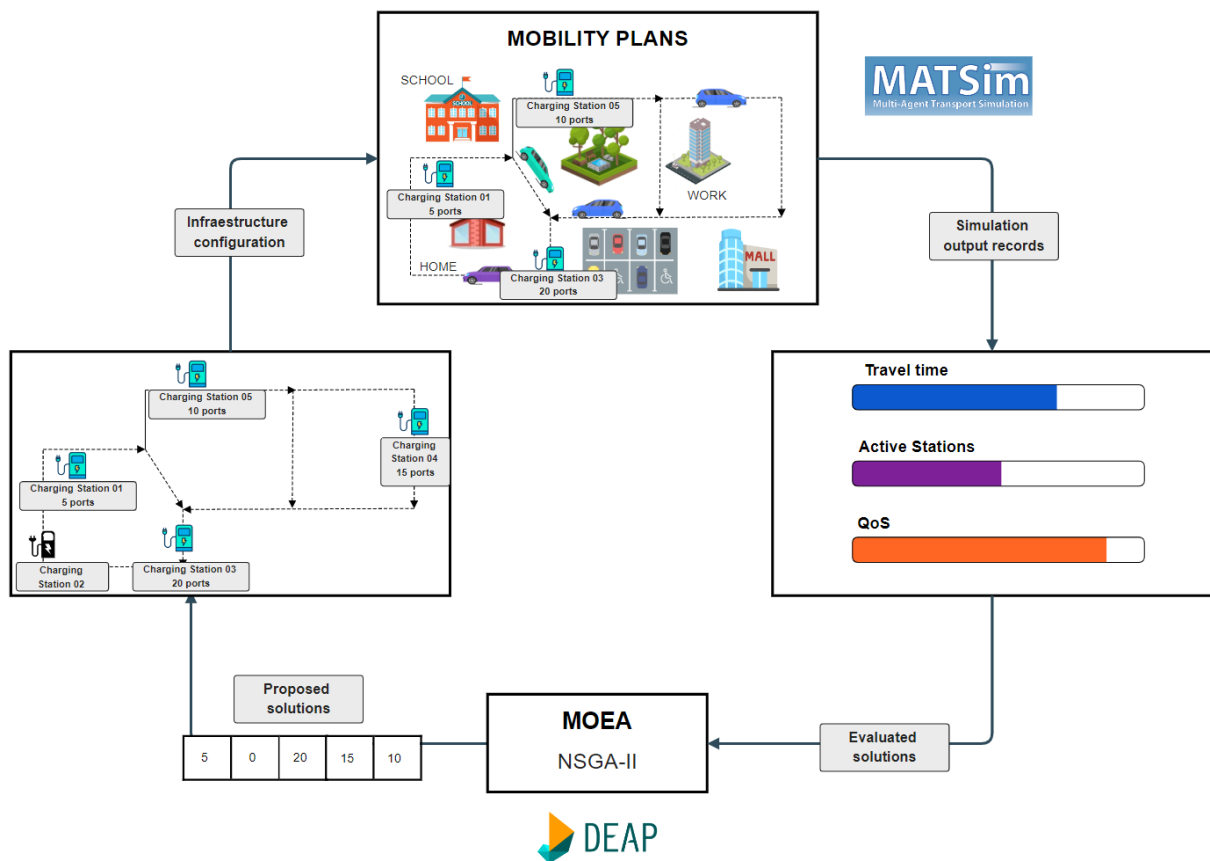 MOBILITY PLANS
SCHOOL
SCHOOL
Charging Station 05
10 ports
Charging Station 01
5 ports
WORK
HOME
MALL
Charging Station 03
20 ports
MATSim
Multi-Agent Transport Simulation
Infraestructure
configuration
Simulation
output records
Charging Station 05
10 ports
Charging
Station 04
15 ports
Charging Station 01
5 ports
Charging
Station 02
Charging Station 03
20 ports
Travel time
Active Stations
QoS
Proposed
solutions
5 0 20 15 10
MOEA
NSGA-II
Evaluated
solutions
DEAP